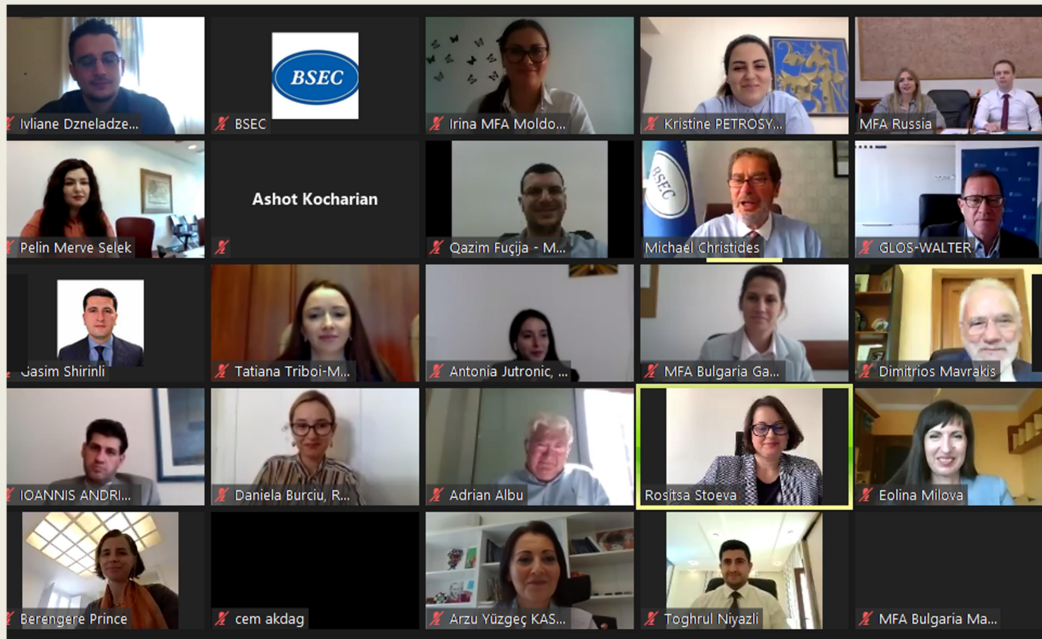 Ivliane Dzneladze...
BSEC
BSEC
Irina MFA Moldo...
Kristine PETROSY...
MFA Russia
Pelin Merve Selek
Ashot Kocharian
Qazim Fuçija - M...
BSEC
Michael Christides
GLOS-WALTER
Gasim Shirinli
Tatiana Triboi-M...
Antonia Jutronic, ...
MFA Bulgaria Ga...
Dimitrios Mavrakis
IOANNIS ANDRI...
Daniela Burciu, R...
Adrian Albu
Rositsa Stoeva
Eolina Milova
Berengere Prince
cem akdag
Arzu Yüzgeç KAS...
Toghrul Niyazli
MFA Bulgaria Ma...